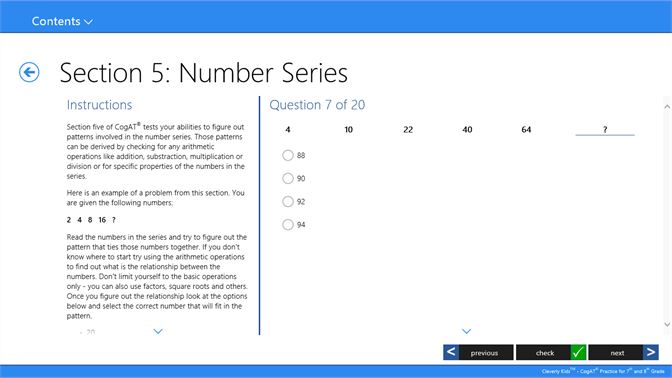 Contents
Section 5: Number Series
Instructions
Section five of CogAT® tests your abilities to figure out
patterns involved in the number series. Those patterns
can be derived by checking for any arithmetic
operations like addition, substraction, multiplication or
division or for specific properties of the numbers in the
series.
Here is an example of a problem from this section. You
are given the following numbers:
2 4 8 16 ?
Read the numbers in the series and try to figure out the
pattern that ties those numbers together. If you don't
know where to start try using the arithmetic operations
to find out what is the relationship between the
numbers. Don't limit yourself to the basic operations
only - you can also use factors, square roots and others.
Once you figure out the relationship look at the options
below and select the correct number that will fit in the
pattern.
- 20
Question 7 of 20
4 10 22 40 64 ?
88
90
92
94
< previous check next >
Cleverly Kids™ - CogAT® Practice for 7th and 8th Grade